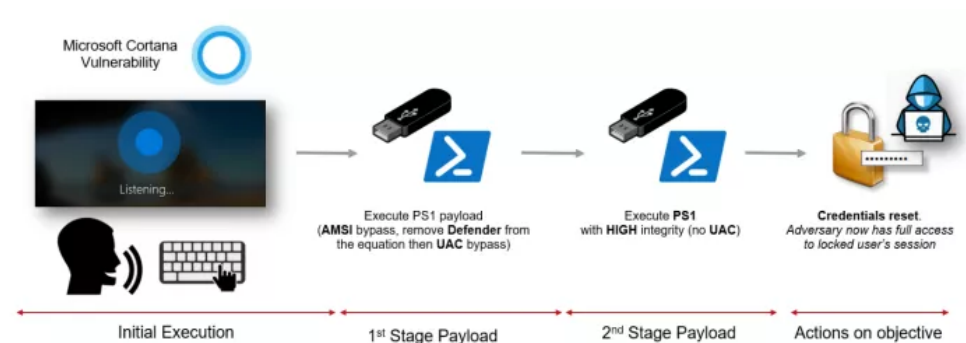 Microsoft Cortana
Vulnerability
Listening...
Execute PS1 payload
(AMSI bypass, remove Defender from
the equation then UAC bypass)
Execute PS1
with HIGH integrity (no UAC)
Credentials reset.
Adversary now has full access
to locked user's session
Initial Execution
1st Stage Payload
2nd Stage Payload
Actions on objective